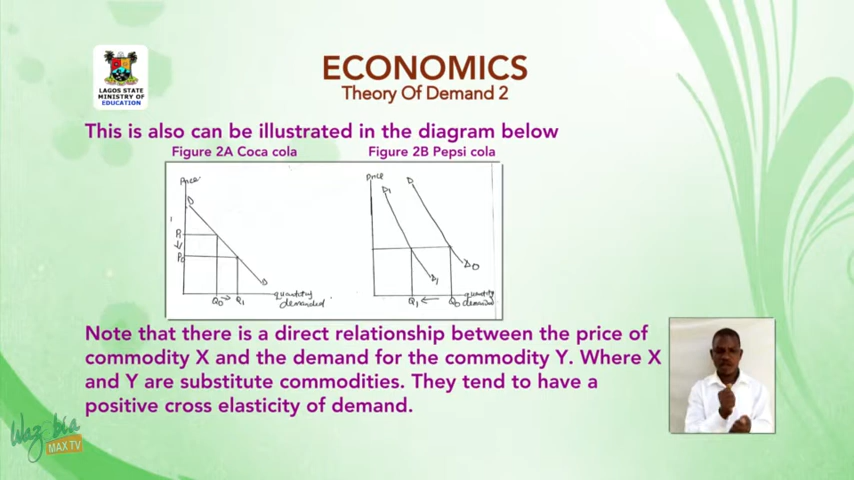 LAGOS STATE
MINISTRY OF
EDUCATION
ECONOMICS
Theory Of Demand 2
This is also can be illustrated in the diagram below
Figure 2A Coca cola
Figure 2B Pepsi cola
Price
D
P1
P0
D
Q0 Q1
Quantity
demanded
Price
D1
D
D1
D0
Q1 Q0
quantity
demanded
Note that there is a direct relationship between the price of
commodity X and the demand for the commodity Y. Where X
and Y are substitute commodities. They tend to have a
positive cross elasticity of demand.
Wazobia
MAX TV